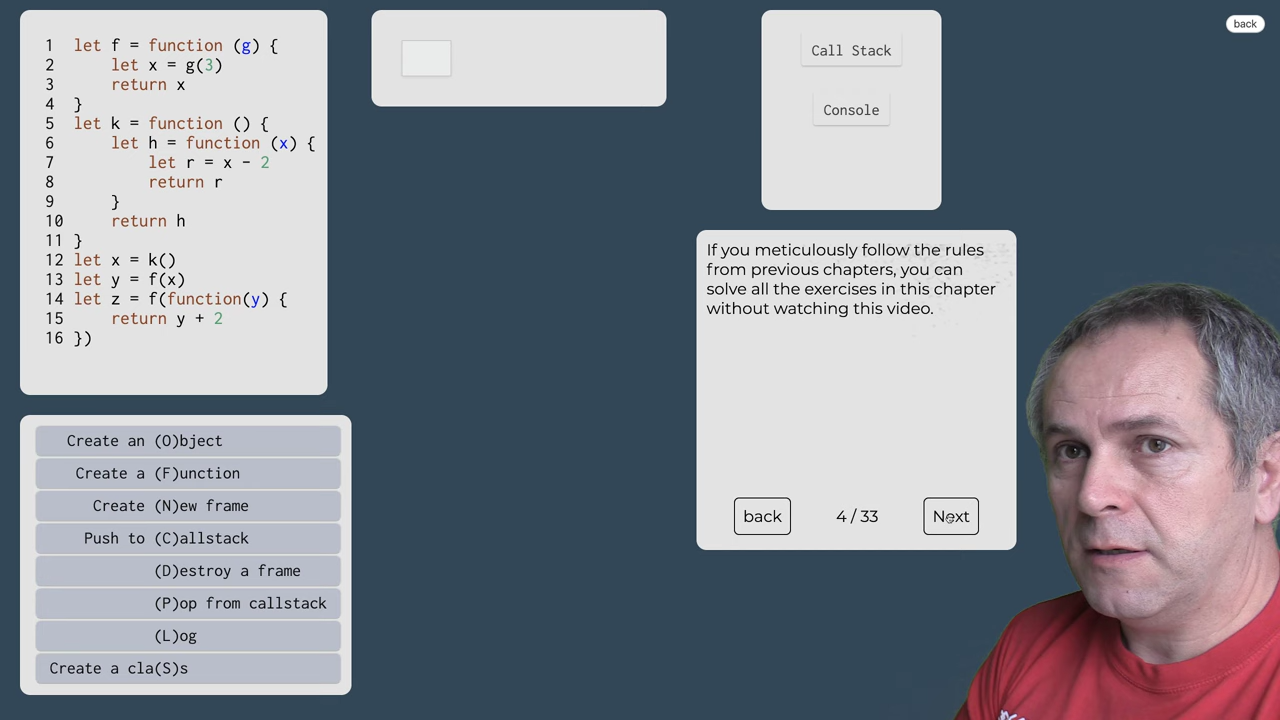 1 let f = function (g) {
2 let x = g(3)
3 return x
4 }
5 let k = function () {
6 let h = function (x) {
7 let r = x - 2
8 return r
9 }
10 return h
11 }
12 let x = k()
13 let y = f(x)
14 let z = f(function(y) {
15 return y + 2
16 })
Create an (O)bject
Create a (F)unction
Create (N)ew frame
Push to (C)allstack
(D)estroy a frame
(P)op from callstack
(L)og
Create a cla(S)s
Call Stack
Console
If you meticulously follow the rules
from previous chapters, you can
solve all the exercises in this chapter
without watching this video.
back
4 / 33
Next
back